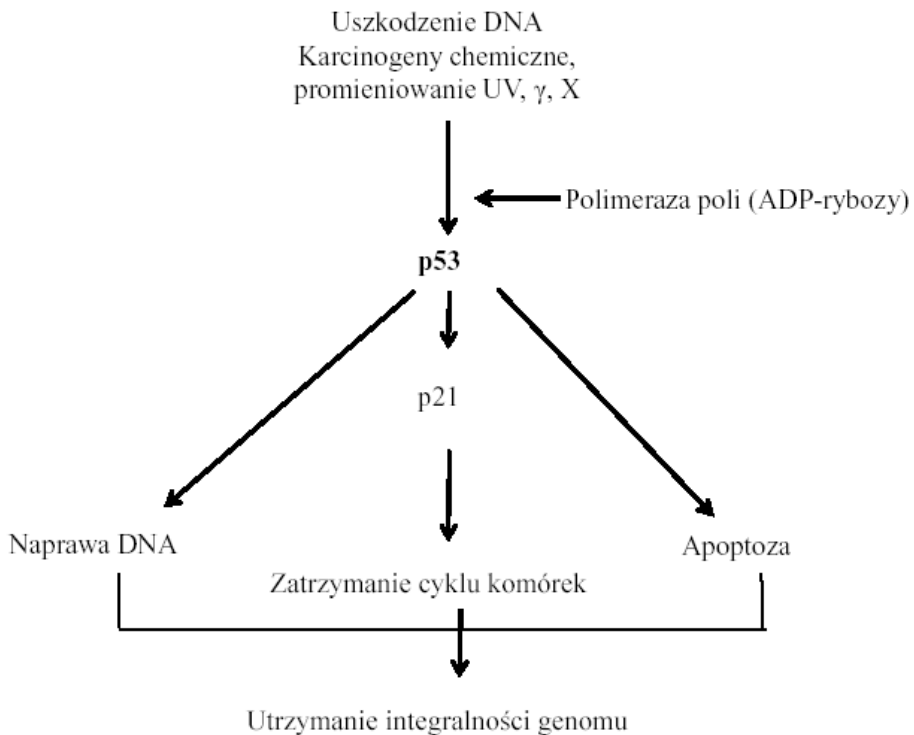 Uszkodzenie DNA
Karcinogeny chemiczne,
promieniowanie UV, γ, X
Polimeraza poli (ADP-rybozy)
p53
p21
Naprawa DNA
Apoptoza
Zatrzymanie cyklu komórek
Utrzymanie integralności genomu